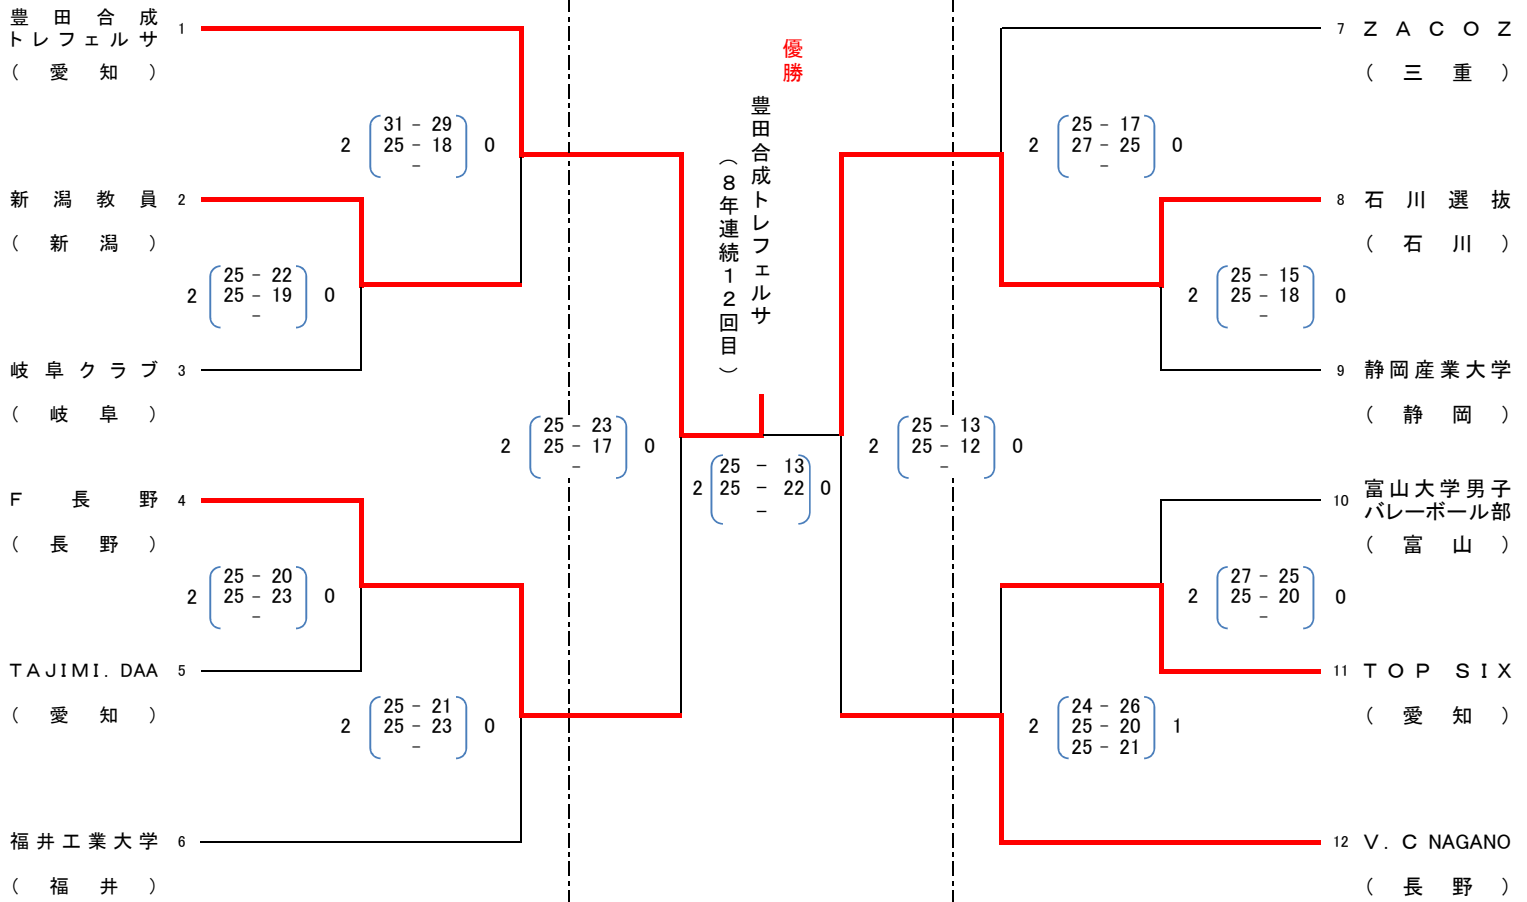 豊田合成
トレフェルサ
1
（愛知）
2 31 - 29 0
25 - 18
-
新潟教員 2
（新潟）
2 25 - 22 0
25 - 19
-
岐阜クラブ 3
（岐阜）
2 25 - 23 0
25 - 17
-
F長野 4
（長野）
2 25 - 20 0
25 - 23
-
TAJIMI. DAA 5
（愛知）
2 25 - 21 0
25 - 23
-
福井工業大学 6
（福井）
優勝
豊田合成トレフェルサ
（８年連続１２回目）
2 25 - 13 0
25 - 22
-
7 ZACOZ
（三重）
2 25 - 17 0
27 - 25
-
8 石川選抜
（石川）
2 25 - 15 0
25 - 18
-
9 静岡産業大学
（静岡）
2 25 - 13 0
25 - 12
-
10 富山大学男子
バレーボール部
（富山）
2 27 - 25 0
25 - 20
-
11 TOP SIX
（愛知）
2 24 - 26 1
25 - 20
25 - 21
12 V. C NAGANO
（長野）